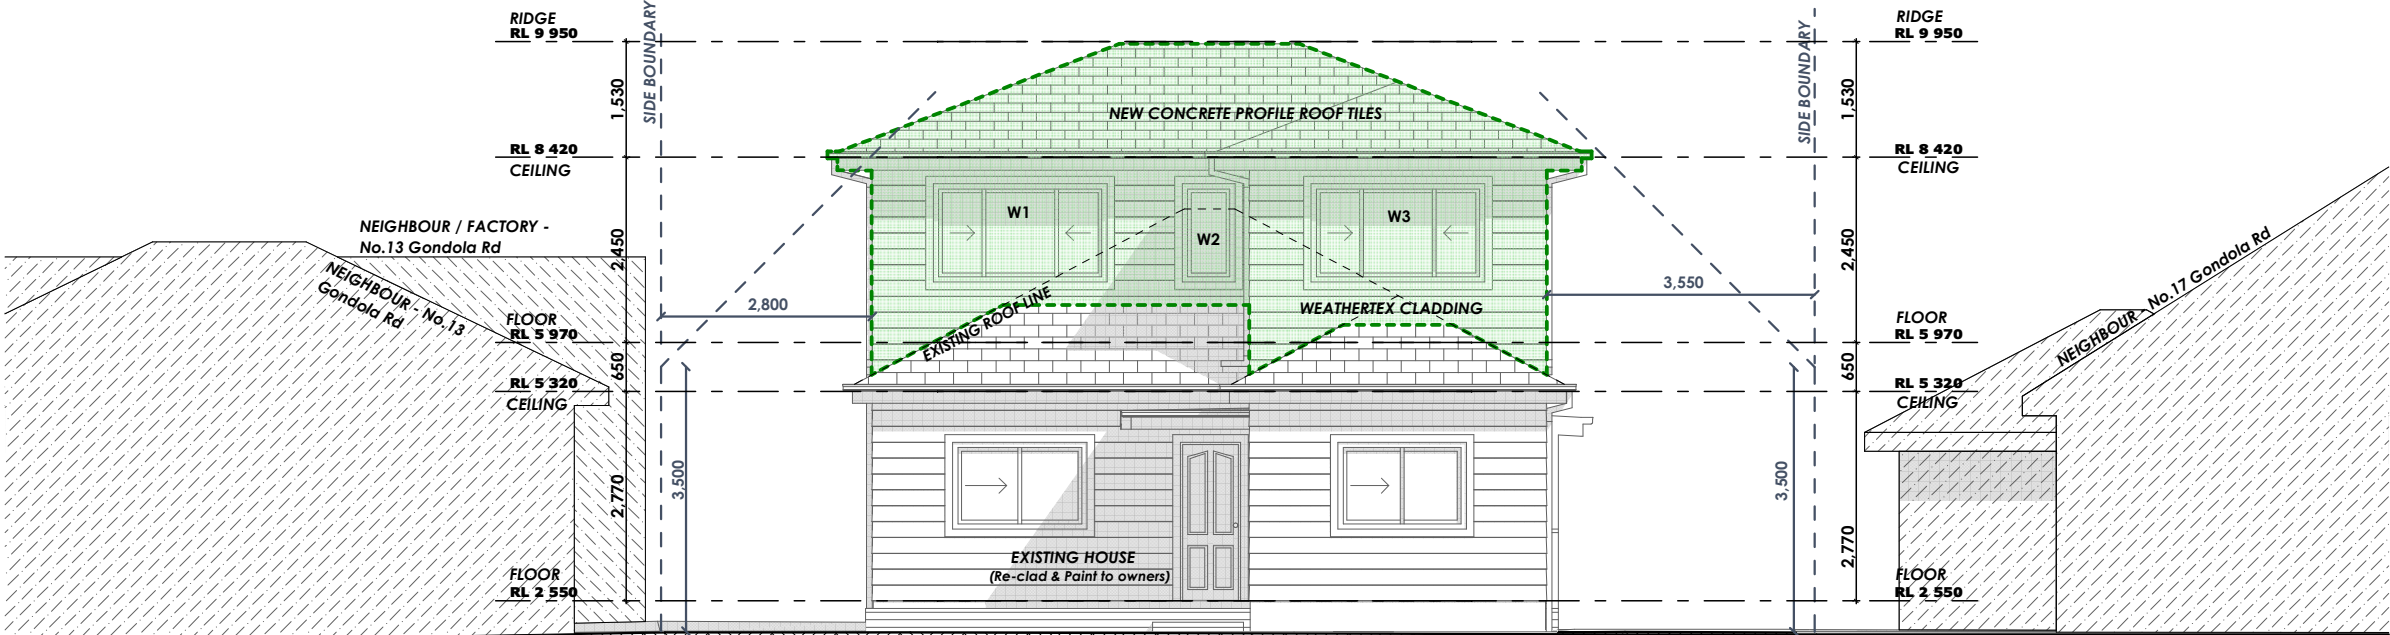 RIDGE
RL 9 950
SIDE BOUNDARY
1,530
RL 8 420
CEILING
NEIGHBOUR / FACTORY -
No.13 Gondola Rd
2,450
NEIGHBOUR - No.13
Gondola Rd
FLOOR
RL 5 970
650
RL 5 320
CEILING
2,770
3,500
FLOOR
RL 2 550
2,800
NEW CONCRETE PROFILE ROOF TILES
W1
W2
W3
EXISTING ROOF LINE
WEATHERTEX CLADDING
EXISTING HOUSE
(Re-clad & Paint to owners)
3,550
SIDE BOUNDARY
RIDGE
RL 9 950
1,530
RL 8 420
CEILING
2,450
FLOOR
RL 5 970
650
RL 5 320
CEILING
3,500
2,770
FLOOR
RL 2 550
NEIGHBOUR - No.17 Gondola Rd